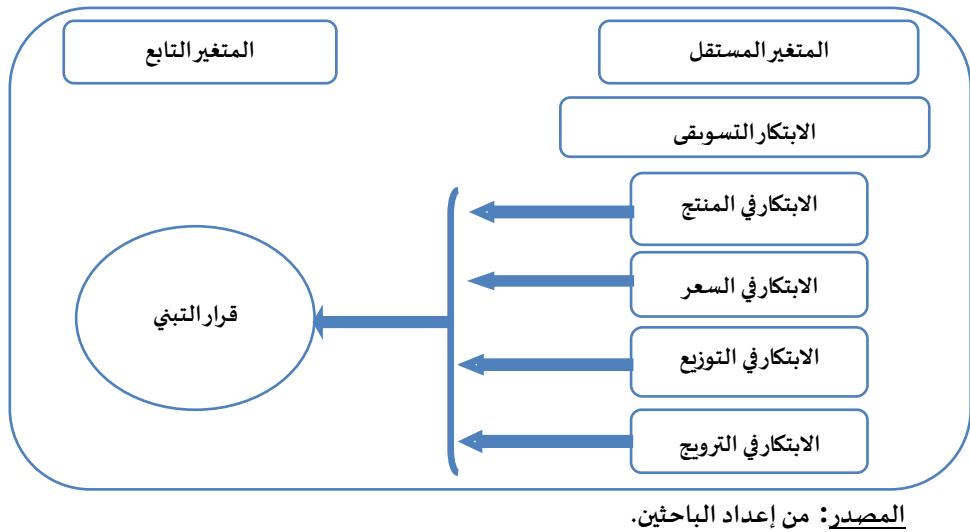 المتغير المستقل
المتغير التابع
الابتكار التسويقي
الابتكار في المنتج
الابتكار في السعر
الابتكار في التوزيع
الابتكار في الترويج
قرار التبني
المصدر: من إعداد الباحثين.